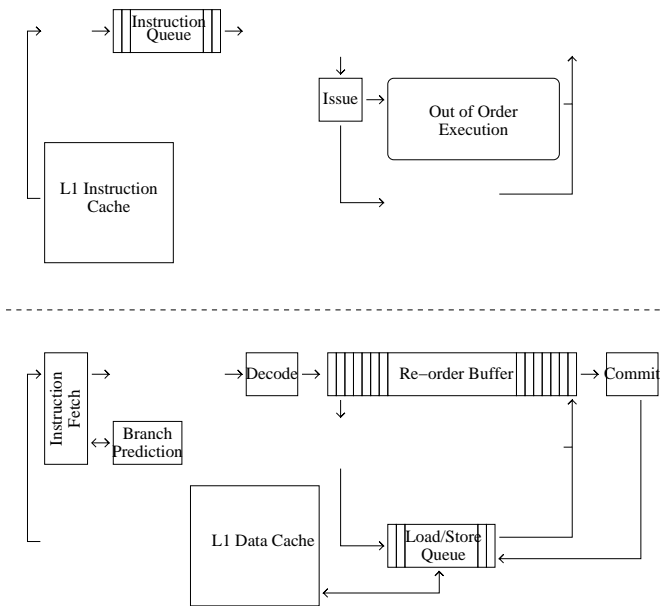 Instruction
Queue
Issue
Out of Order
Execution
L1 Instruction
Cache
Instruction
Fetch
Decode
Re−order Buffer
Commit
Branch
Prediction
L1 Data Cache
Load/Store
Queue